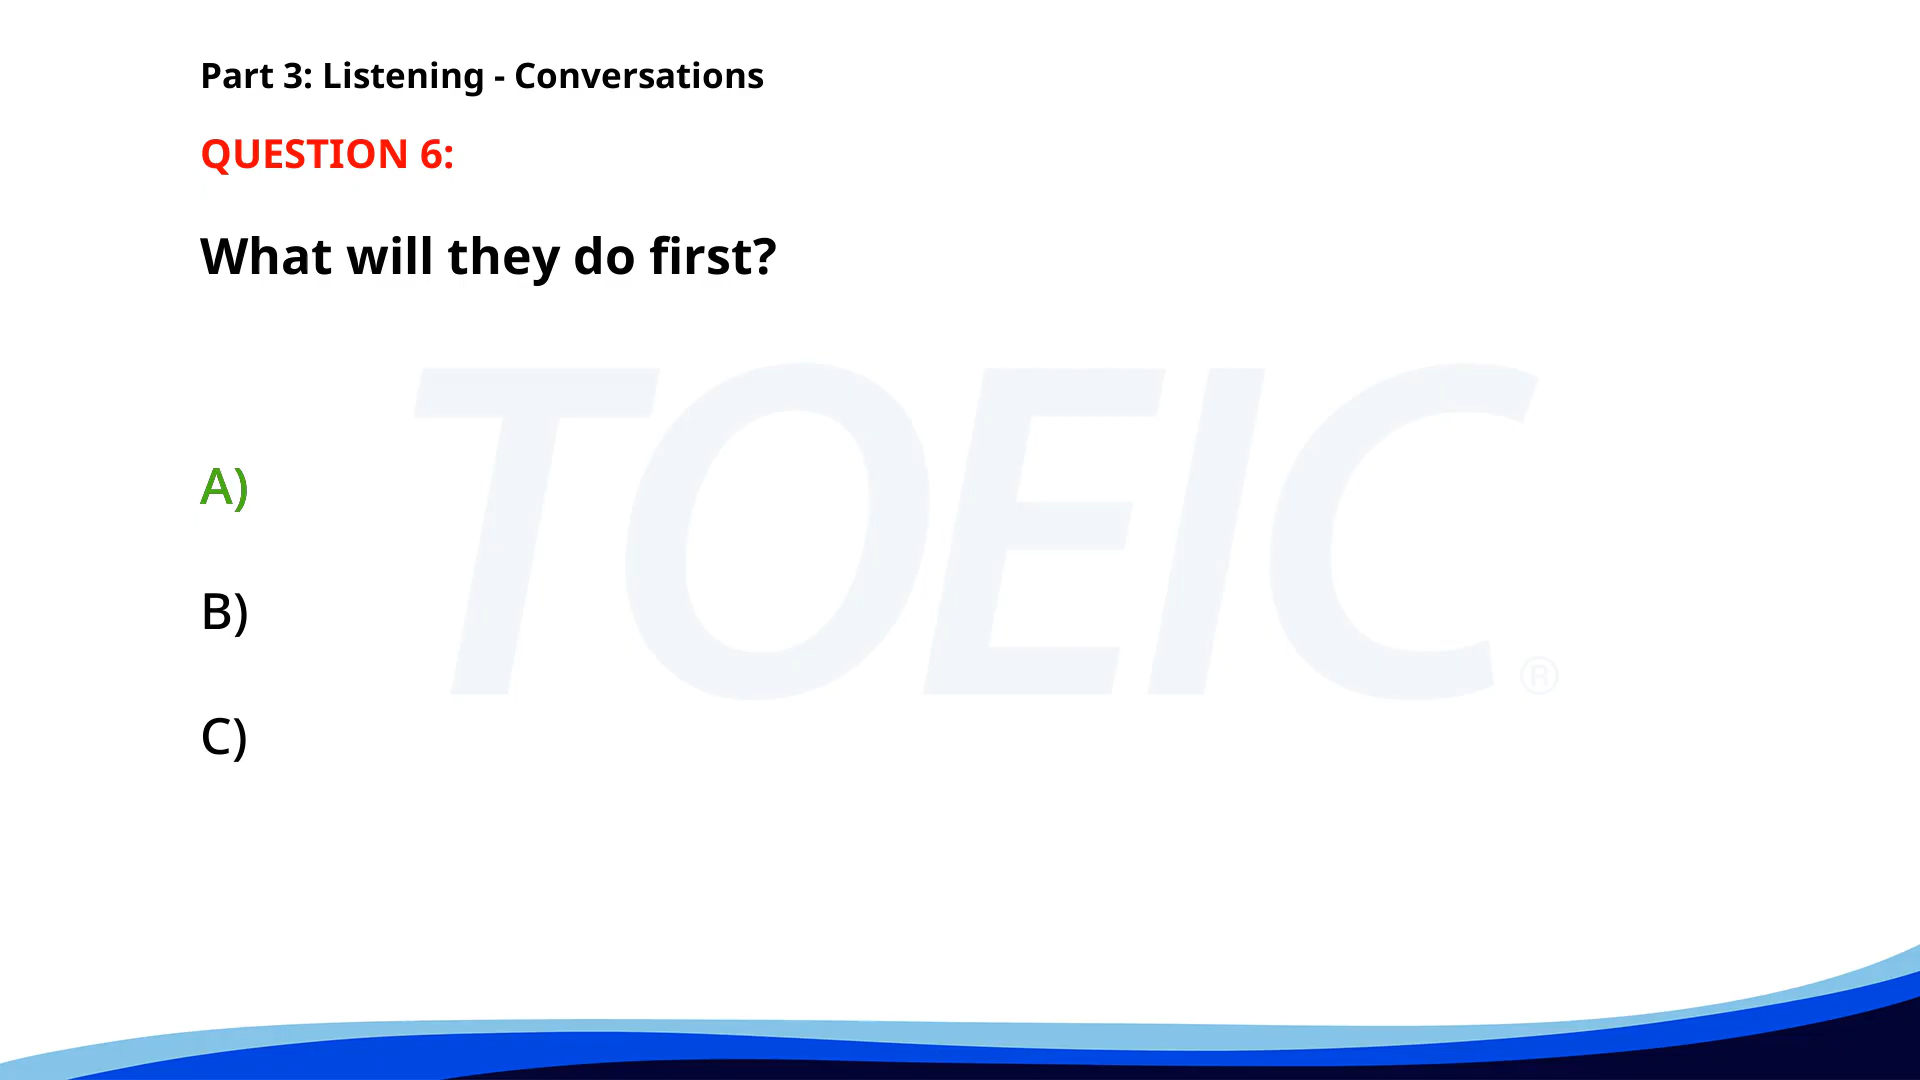 Part 3: Listening - Conversations
QUESTION 6:
What will they do first?
TOEIC ®
A)
B)
C)